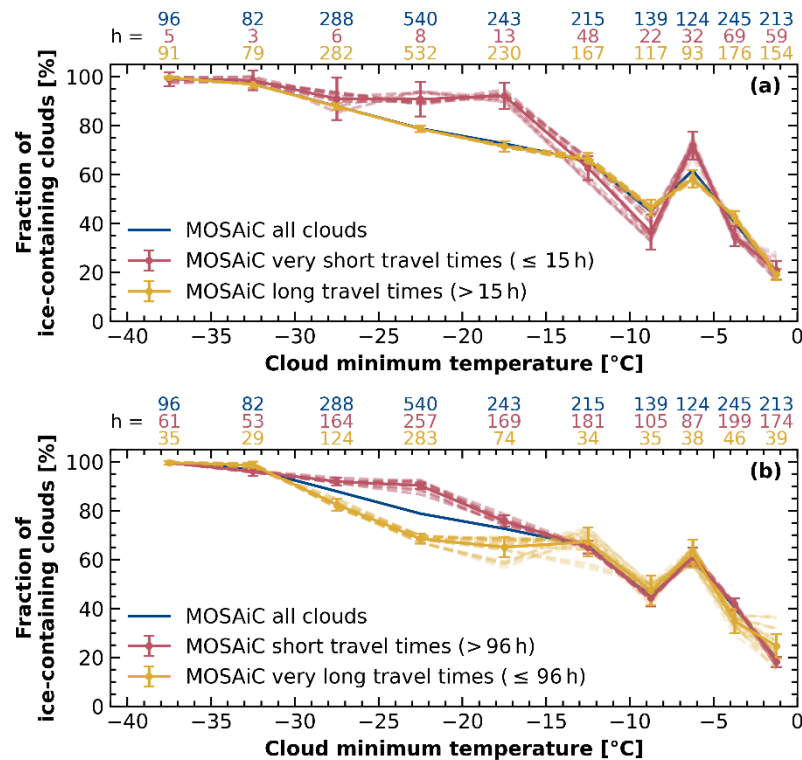 96 82 288 540 243 215 139 124 245 213
h = 5 3 6 8 13 48 22 32 69 59
91 79 282 532 230 167 117 93 176 154
(a)
100
80
60
40
20
0
Fraction of
ice-containing clouds [%]
MOSAiC all clouds
MOSAiC very short travel times (≤ 15 h)
MOSAiC long travel times (> 15 h)
−40 −35 −30 −25 −20 −15 −10 −5 0
Cloud minimum temperature [°C]
96 82 288 540 243 215 139 124 245 213
h = 61 53 164 257 169 181 105 87 199 174
35 29 124 283 74 34 35 38 46 39
(b)
100
80
60
40
20
0
Fraction of
ice-containing clouds [%]
MOSAiC all clouds
MOSAiC short travel times (> 96 h)
MOSAiC very long travel times (≤ 96 h)
−40 −35 −30 −25 −20 −15 −10 −5 0
Cloud minimum temperature [°C]